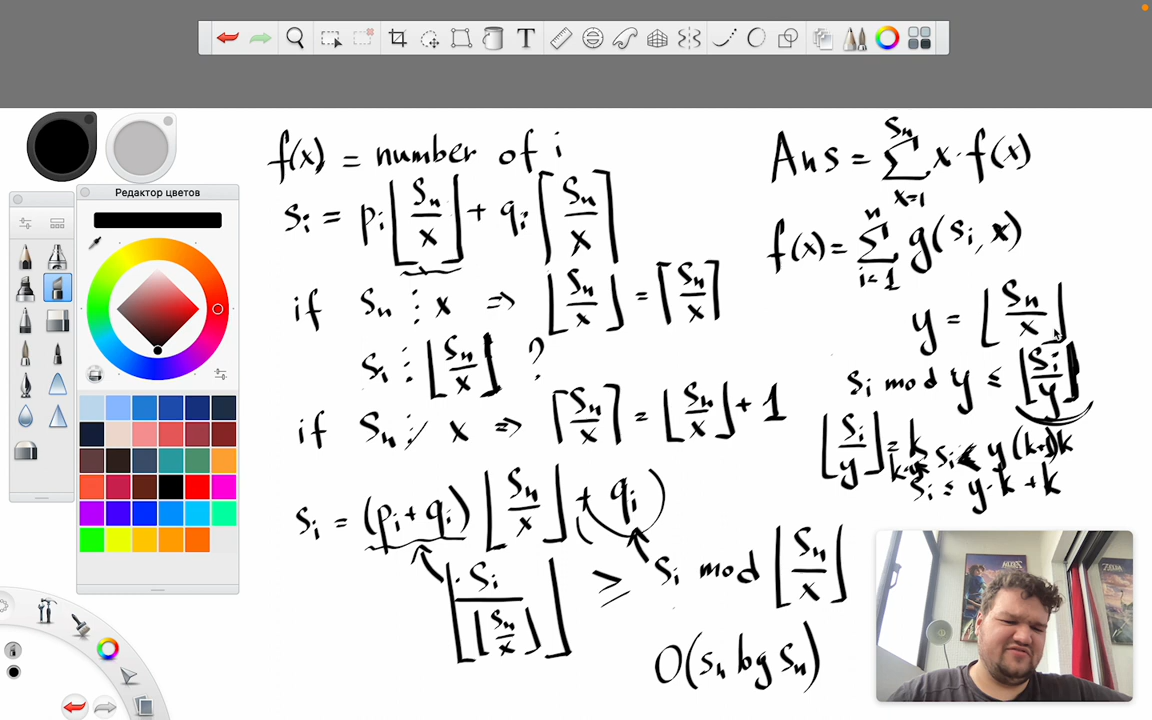 Редактор цветов
f(x) = number of i
s_i = p_i ⌊S_n/x⌋ + q_i ⌈S_n/x⌉
if S_n ⋮ x => ⌊S_n/x⌋ = ⌈S_n/x⌉
s_i ⋮ ⌊S_n/x⌋ ?
if S_n ⋮̸ x => ⌈S_n/x⌉ = ⌊S_n/x⌋ + 1
s_i = (p_i + q_i) ⌊S_n/x⌋ + q_i
⌊s_i/⌊S_n/x⌋⌋ ≥ s_i mod ⌊S_n/x⌋
O(S_n log S_n)
Ans = Σ_{x=1}^{S_n} x·f(x)
f(x) = Σ_{i=1}^{n} g(s_i, x)
y = ⌊S_n/x⌋
s_i mod y ≤ ⌊s_i/y⌋
⌊s_i/y⌋ = k
s_i = y·k + k